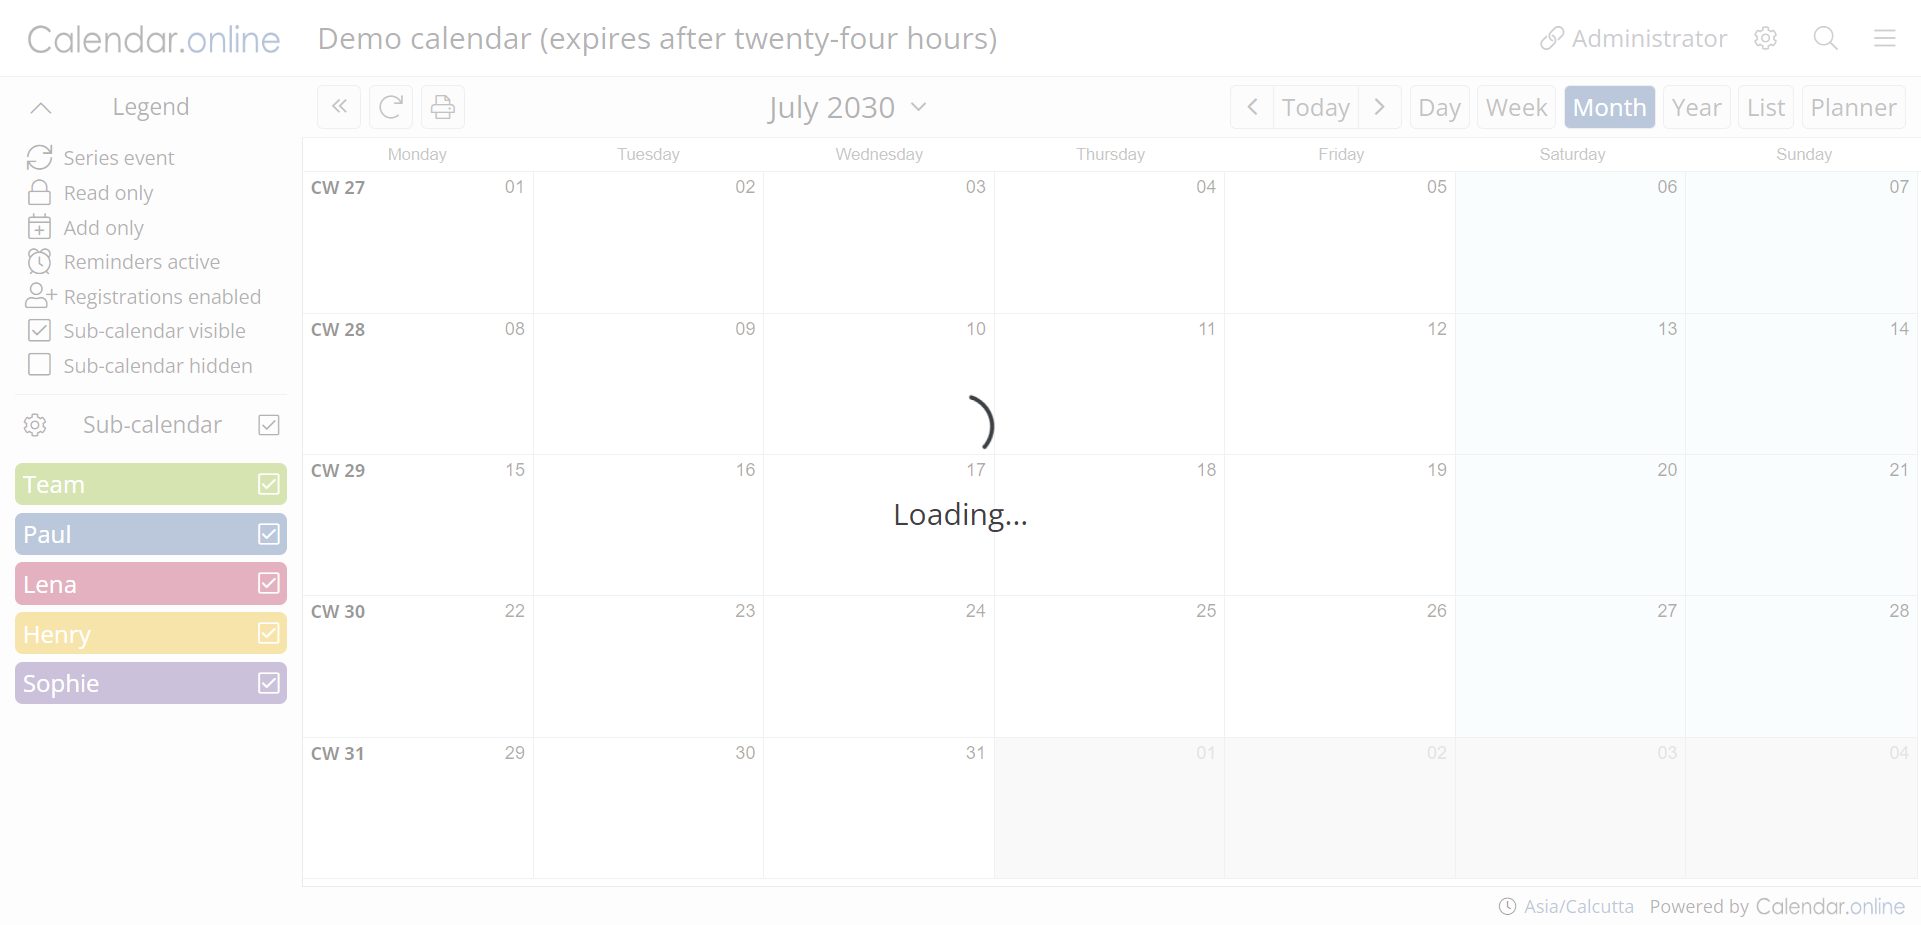 Calendar.online
Demo calendar (expires after twenty-four hours)
Administrator
Legend
Series event
Read only
Add only
Reminders active
Registrations enabled
Sub-calendar visible
Sub-calendar hidden
Sub-calendar
Team
Paul
Lena
Henry
Sophie
July 2030
Today
Day Week Month Year List Planner
Monday Tuesday Wednesday Thursday Friday Saturday Sunday
CW 27 01 02 03 04 05 06 07
CW 28 08 09 10 11 12 13 14
CW 29 15 16 17 18 19 20 21
Loading...
CW 30 22 23 24 25 26 27 28
CW 31 29 30 31 01 02 03 04
Asia/Calcutta Powered by Calendar.online